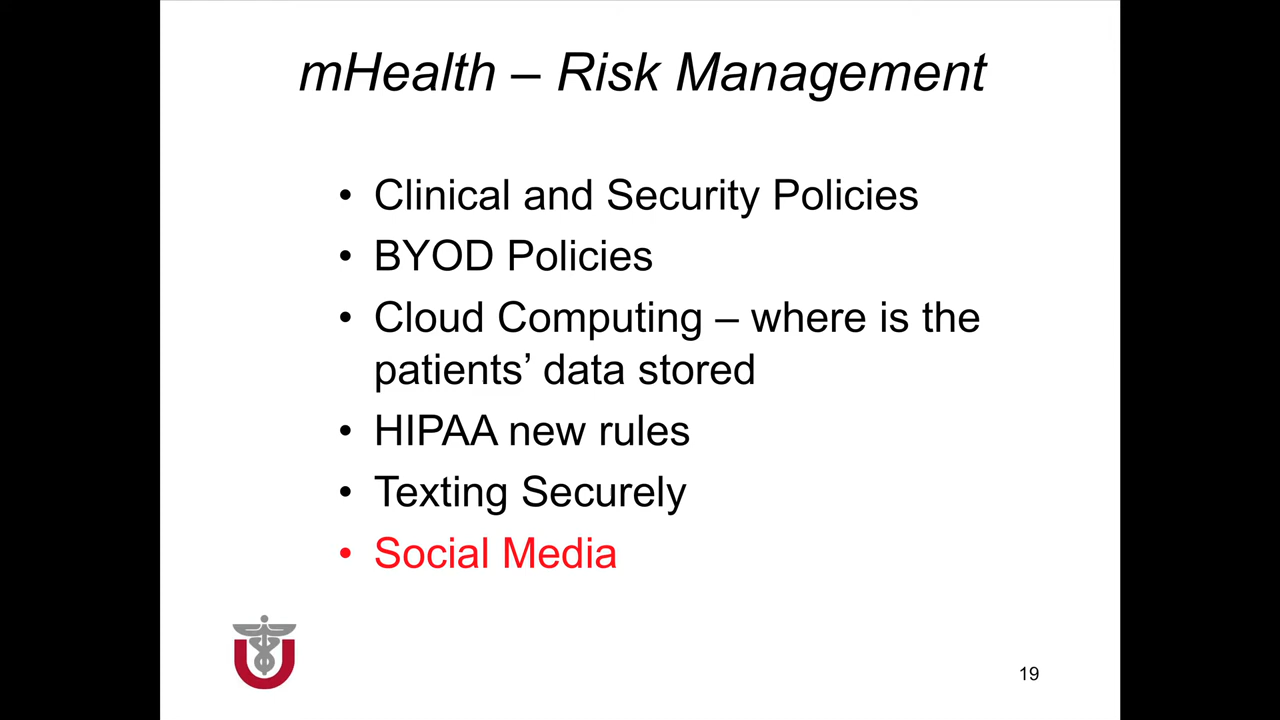 mHealth – Risk Management
• Clinical and Security Policies
• BYOD Policies
• Cloud Computing – where is the
patients’ data stored
• HIPAA new rules
• Texting Securely
• Social Media
19